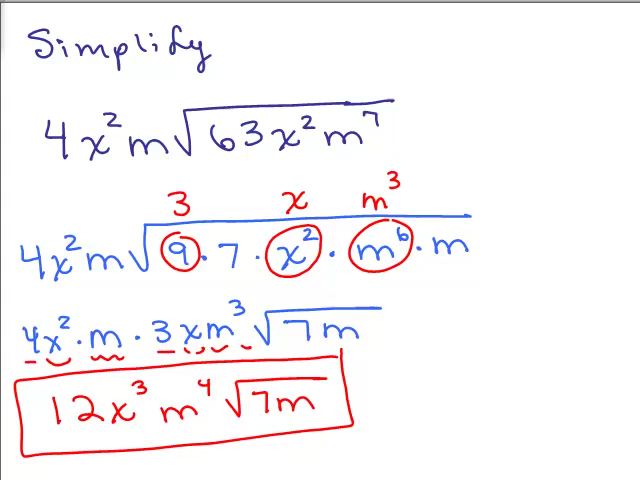 Simplify
4x²m√63x²m⁷
3 x m³
4x²m√9·7·x²·m⁶·m
4x²·m·3xm³√7m
12x³m⁴√7m